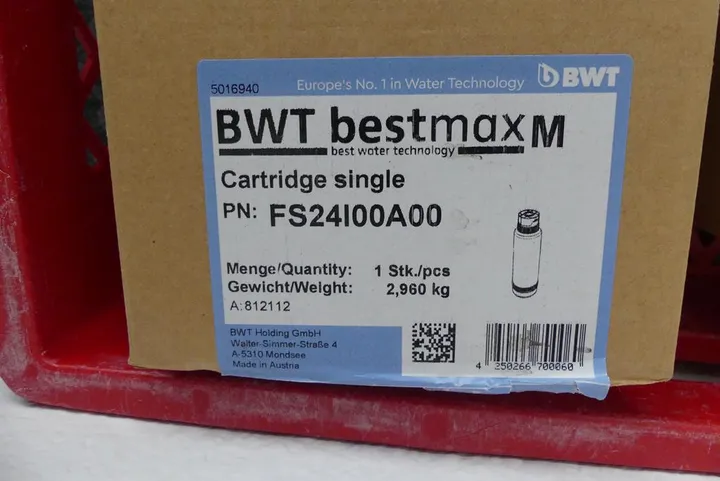 5016940
Europe's No. 1 in Water Technology
BWT
BWT bestmax M
best water technology
Cartridge single
PN: FS24I00A00
Menge/Quantity: 1 Stk./pcs
Gewicht/Weight: 2,960 kg
A: 812112
BWT Holding GmbH
Walter-Simmer-Straße 4
A-5310 Mondsee
Made in Austria
4 250266 700060